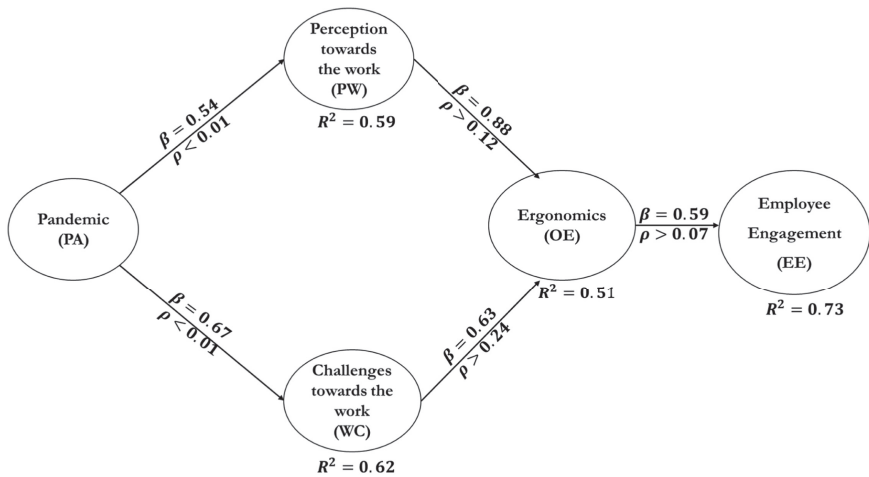 Perception
towards
the work
(PW)
R² = 0.59
β = 0.54
ρ < 0.01
β = 0.88
ρ > 0.12
Pandemic
(PA)
Ergonomics
(OE)
R² = 0.51
β = 0.59
ρ > 0.07
Employee
Engagement
(EE)
R² = 0.73
β = 0.67
ρ < 0.01
β = 0.63
ρ > 0.24
Challenges
towards the
work
(WC)
R² = 0.62